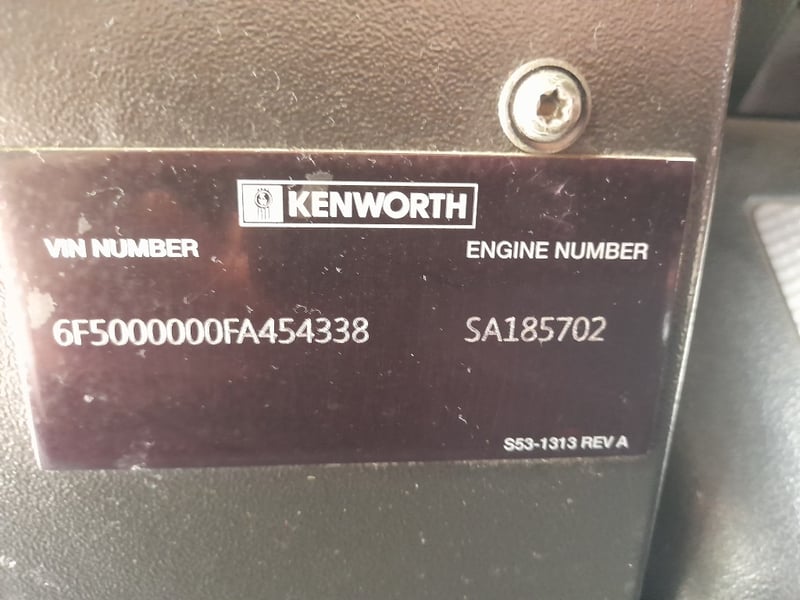 KENWORTH
VIN NUMBER ENGINE NUMBER
6F5000000FA454338 SA185702
S53-1313 REV A